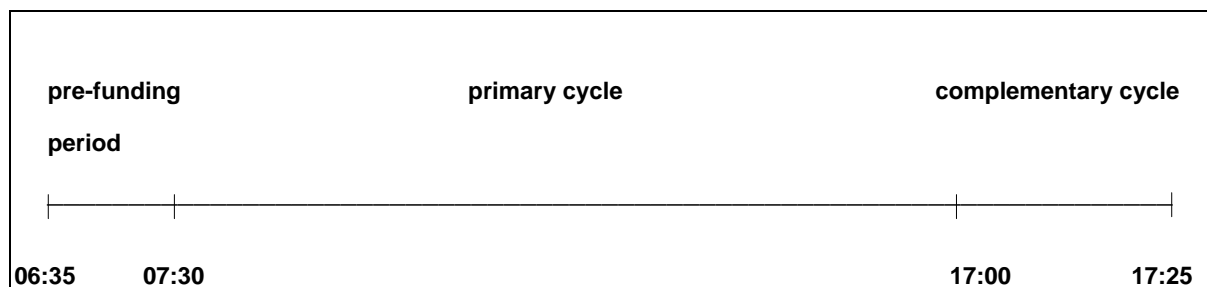 pre-funding primary cycle complementary cycle
period
06:35 07:30 17:00 17:25